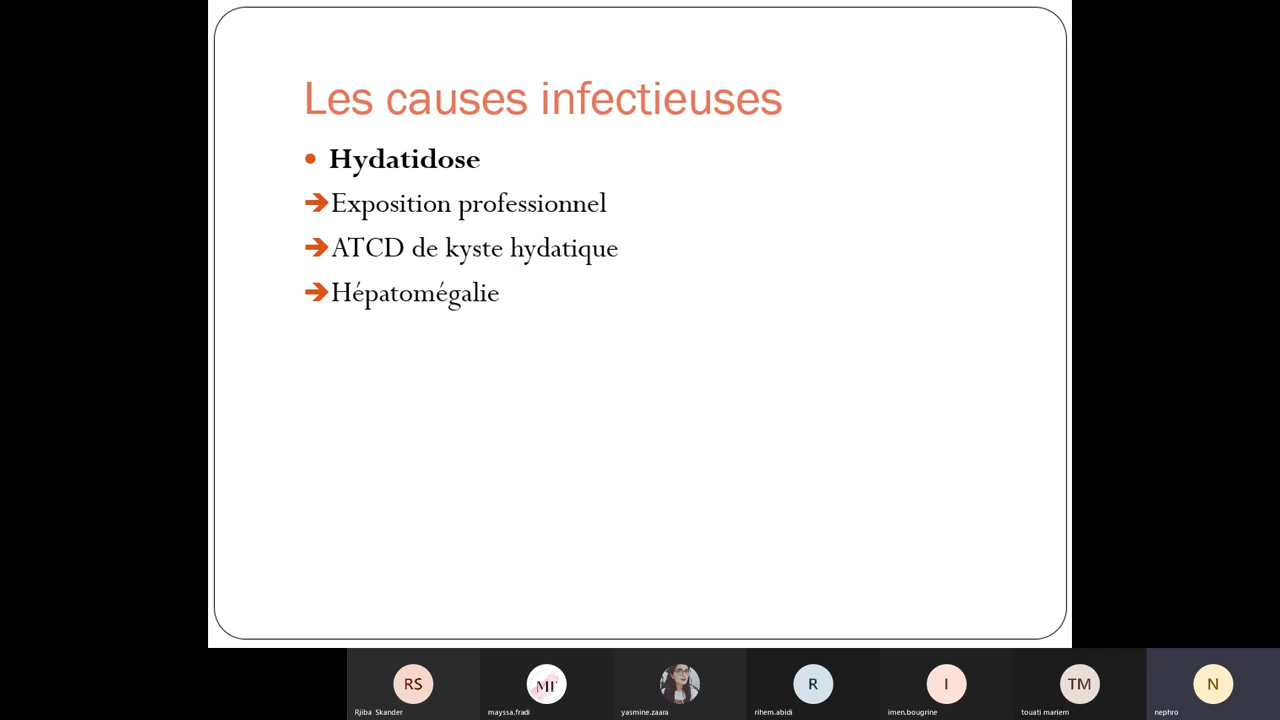 Les causes infectieuses
Hydatidose
Exposition professionnel
ATCD de kyste hydatique
Hépatomégalie
RS
MF
R
I
TM
N
Rjiba Skander
mayssa.fradi
yasmine.zaara
rihem.abidi
imen.bougrine
touati mariem
nephro